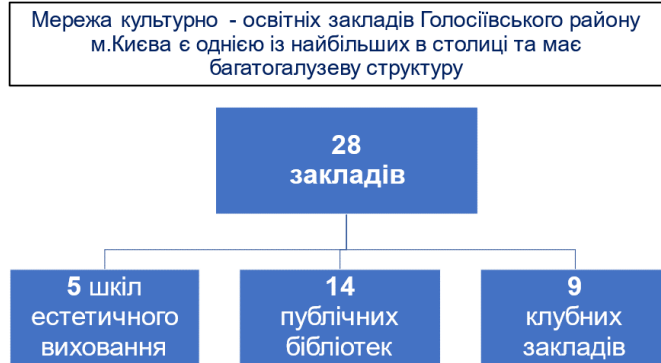 Мережа культурно - освітніх закладів Голосіївського району
м.Києва є однією із найбільших в столиці та має
багатогалузеву структуру
28
закладів
5 шкіл
естетичного
виховання
14
публічних
бібліотек
9
клубних
закладів